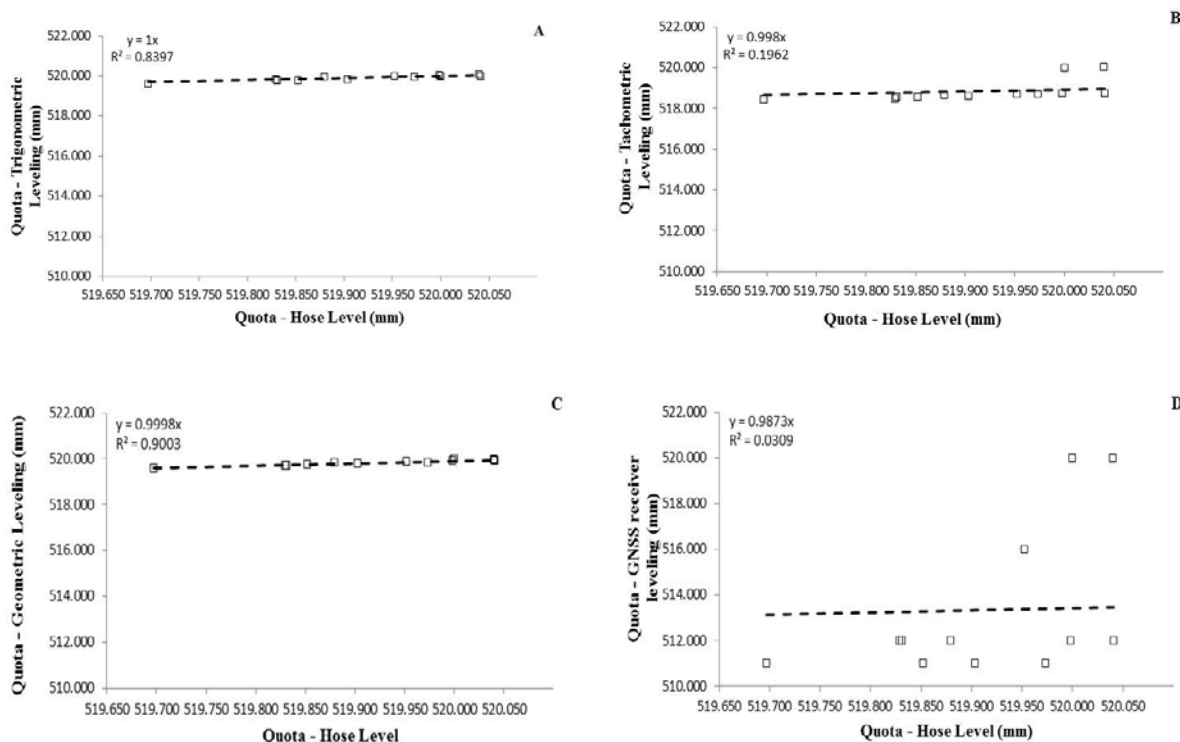 A
y = 1x
R² = 0.8397
Quota - Trigonometric
Leveling (mm)
522.000
520.000
518.000
516.000
514.000
512.000
510.000
519.650 519.700 519.750 519.800 519.850 519.900 519.950 520.000 520.050
Quota - Hose Level (mm)
B
y = 0.998x
R² = 0.1962
Quota - Tachometric
Leveling (mm)
522.000
520.000
518.000
516.000
514.000
512.000
510.000
519.650 519.700 519.750 519.800 519.850 519.900 519.950 520.000 520.050
Quota - Hose Level (mm)
C
y = 0.9998x
R² = 0.9003
Quota - Geometric Leveling (mm)
522.000
520.000
518.000
516.000
514.000
512.000
510.000
519.650 519.700 519.750 519.800 519.850 519.900 519.950 520.000 520.050
Quota - Hose Level
D
y = 0.9873x
R² = 0.0309
Quota - GNSS receiver
leveling (mm)
522.000
520.000
518.000
516.000
514.000
512.000
510.000
519.650 519.700 519.750 519.800 519.850 519.900 519.950 520.000 520.050
Quota - Hose Level (mm)